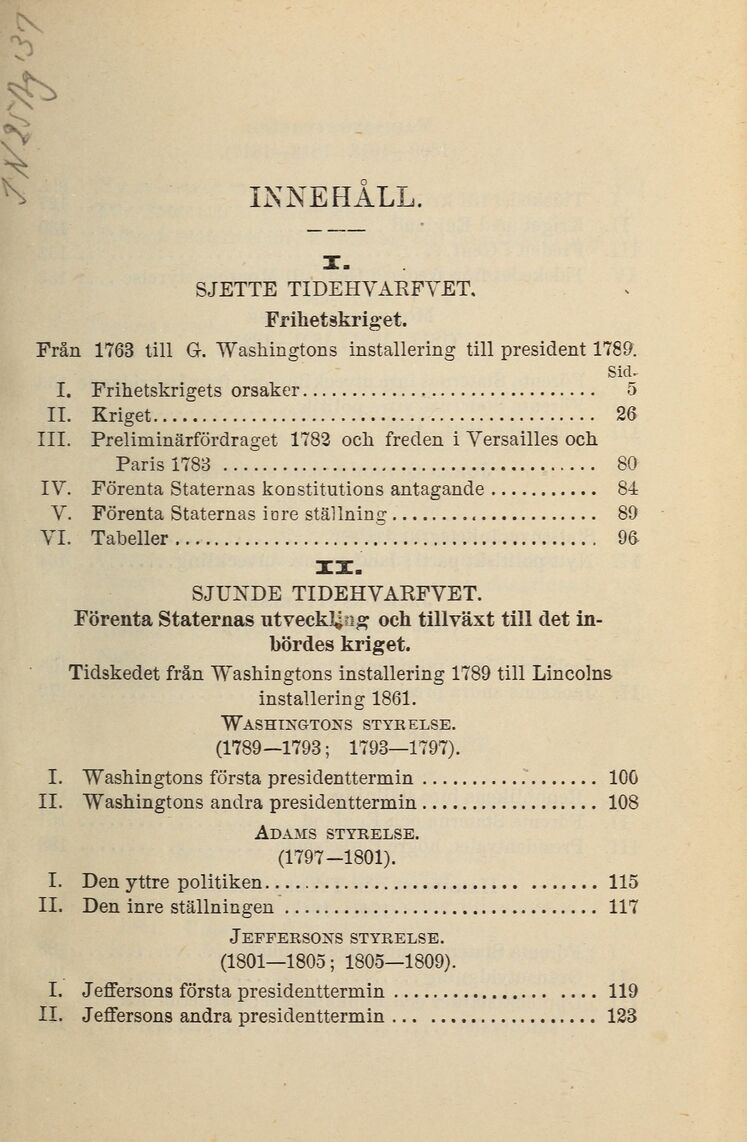 J N 25 Ag '37
INNEHÅLL.
I.
SJETTE TIDEHVARFVET.
Frihetskriget.
Från 1763 till G. Washingtons installering till president 1789.
Sid.
I. Frihetskrigets orsaker 5
II. Kriget 26
III. Preliminärfördraget 1782 och freden i Versailles och
Paris 1783 80
IV. Förenta Staternas konstitutions antagande 84
V. Förenta Staternas inre ställning 89
VI. Tabeller 96
II.
SJUNDE TIDEHVARFVET.
Förenta Staternas utveckling och tillväxt till det in-
bördes kriget.
Tidskedet från Washingtons installering 1789 till Lincolns
installering 1861.
WASHINGTONS STYRELSE.
(1789—1793; 1793—1797).
I. Washingtons första presidenttermin 100
II. Washingtons andra presidenttermin 108
ADAMS STYRELSE.
(1797—1801).
I. Den yttre politiken 115
II. Den inre ställningen 117
JEFFERSONS STYRELSE.
(1801—1805; 1805—1809).
I. Jeffersons första presidenttermin 119
II. Jeffersons andra presidenttermin 123